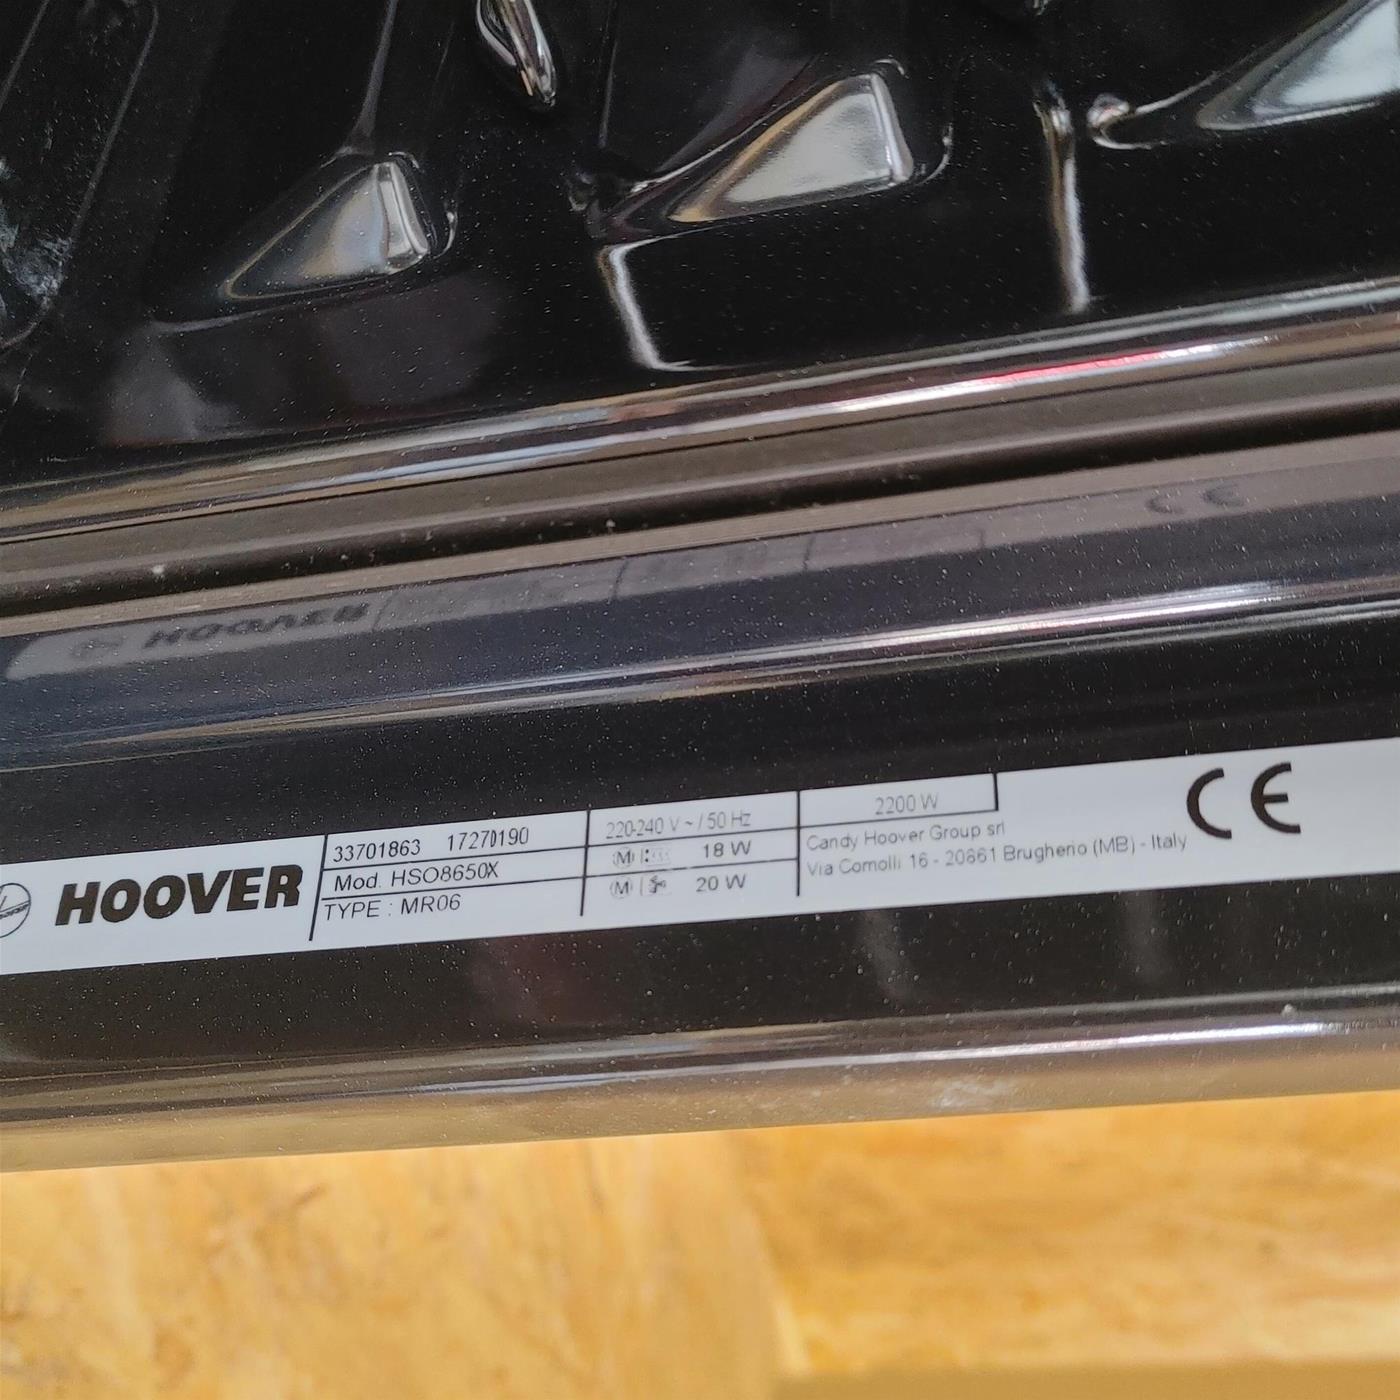 HOOVER
33701863 17270190
Mod. HSO8650X
TYPE : MR06
220-240 V ~ / 50 Hz
M 18 W
M 20 W
2200 W
Candy Hoover Group srl
Via Comolli 16 - 20861 Brugherio (MB) - Italy
CE